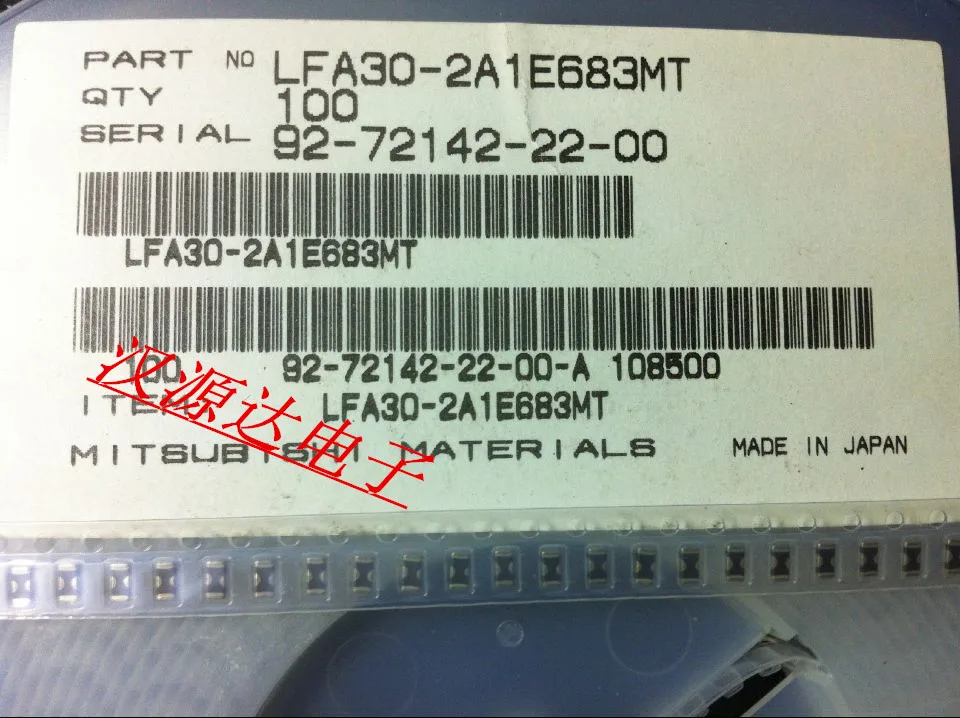 PART NO LFA30-2A1E683MT
QTY 100
SERIAL 92-72142-22-00
LFA30-2A1E683MT
100 92-72142-22-00-A 108500
ITEM LFA30-2A1E683MT
MITSUBISHI MATERIALS MADE IN JAPAN
汉源达电子